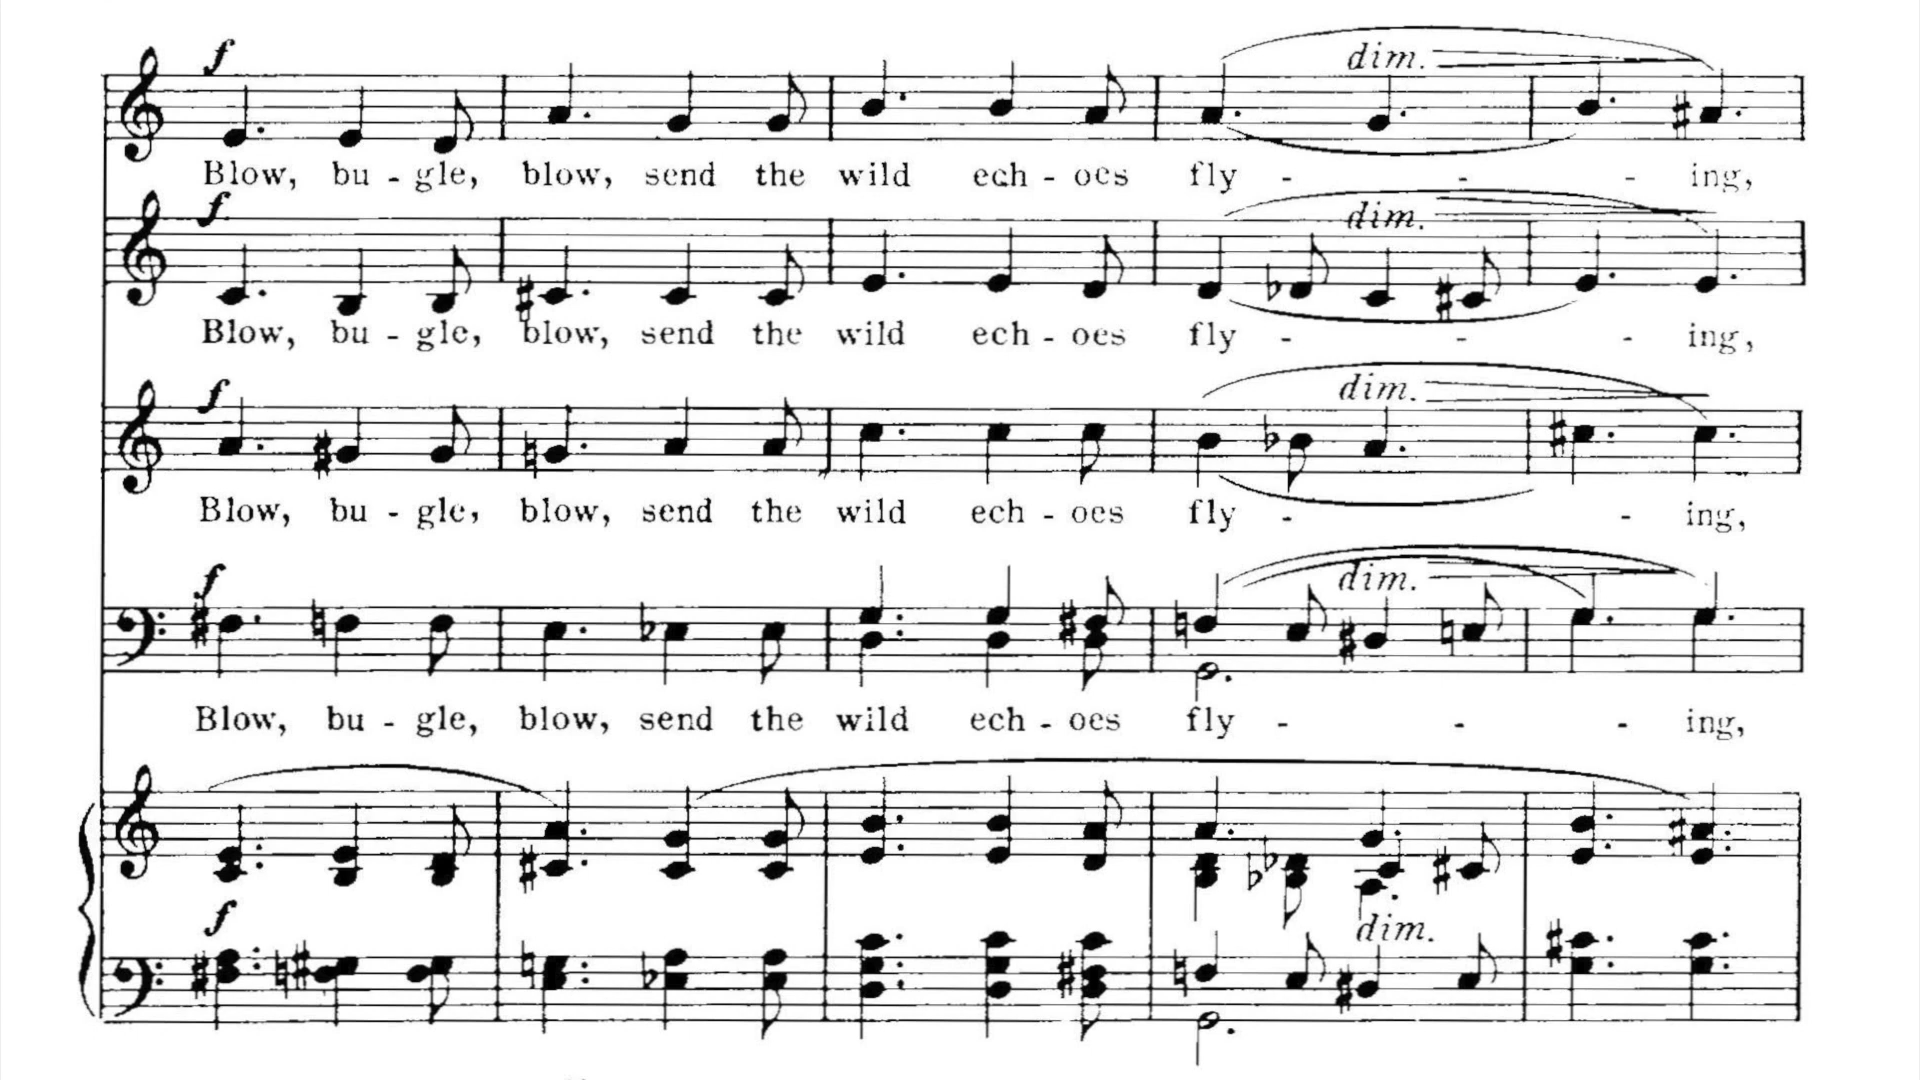 f
dim.
Blow, bu - gle, blow, send the wild ech - oes fly - - - ing,
f
dim.
Blow, bu - gle, blow, send the wild ech - oes fly - - - ing,
f
dim.
Blow, bu - gle, blow, send the wild ech - oes fly - - ing,
f
dim.
Blow, bu - gle, blow, send the wild ech - oes fly - - - ing,
f
dim.